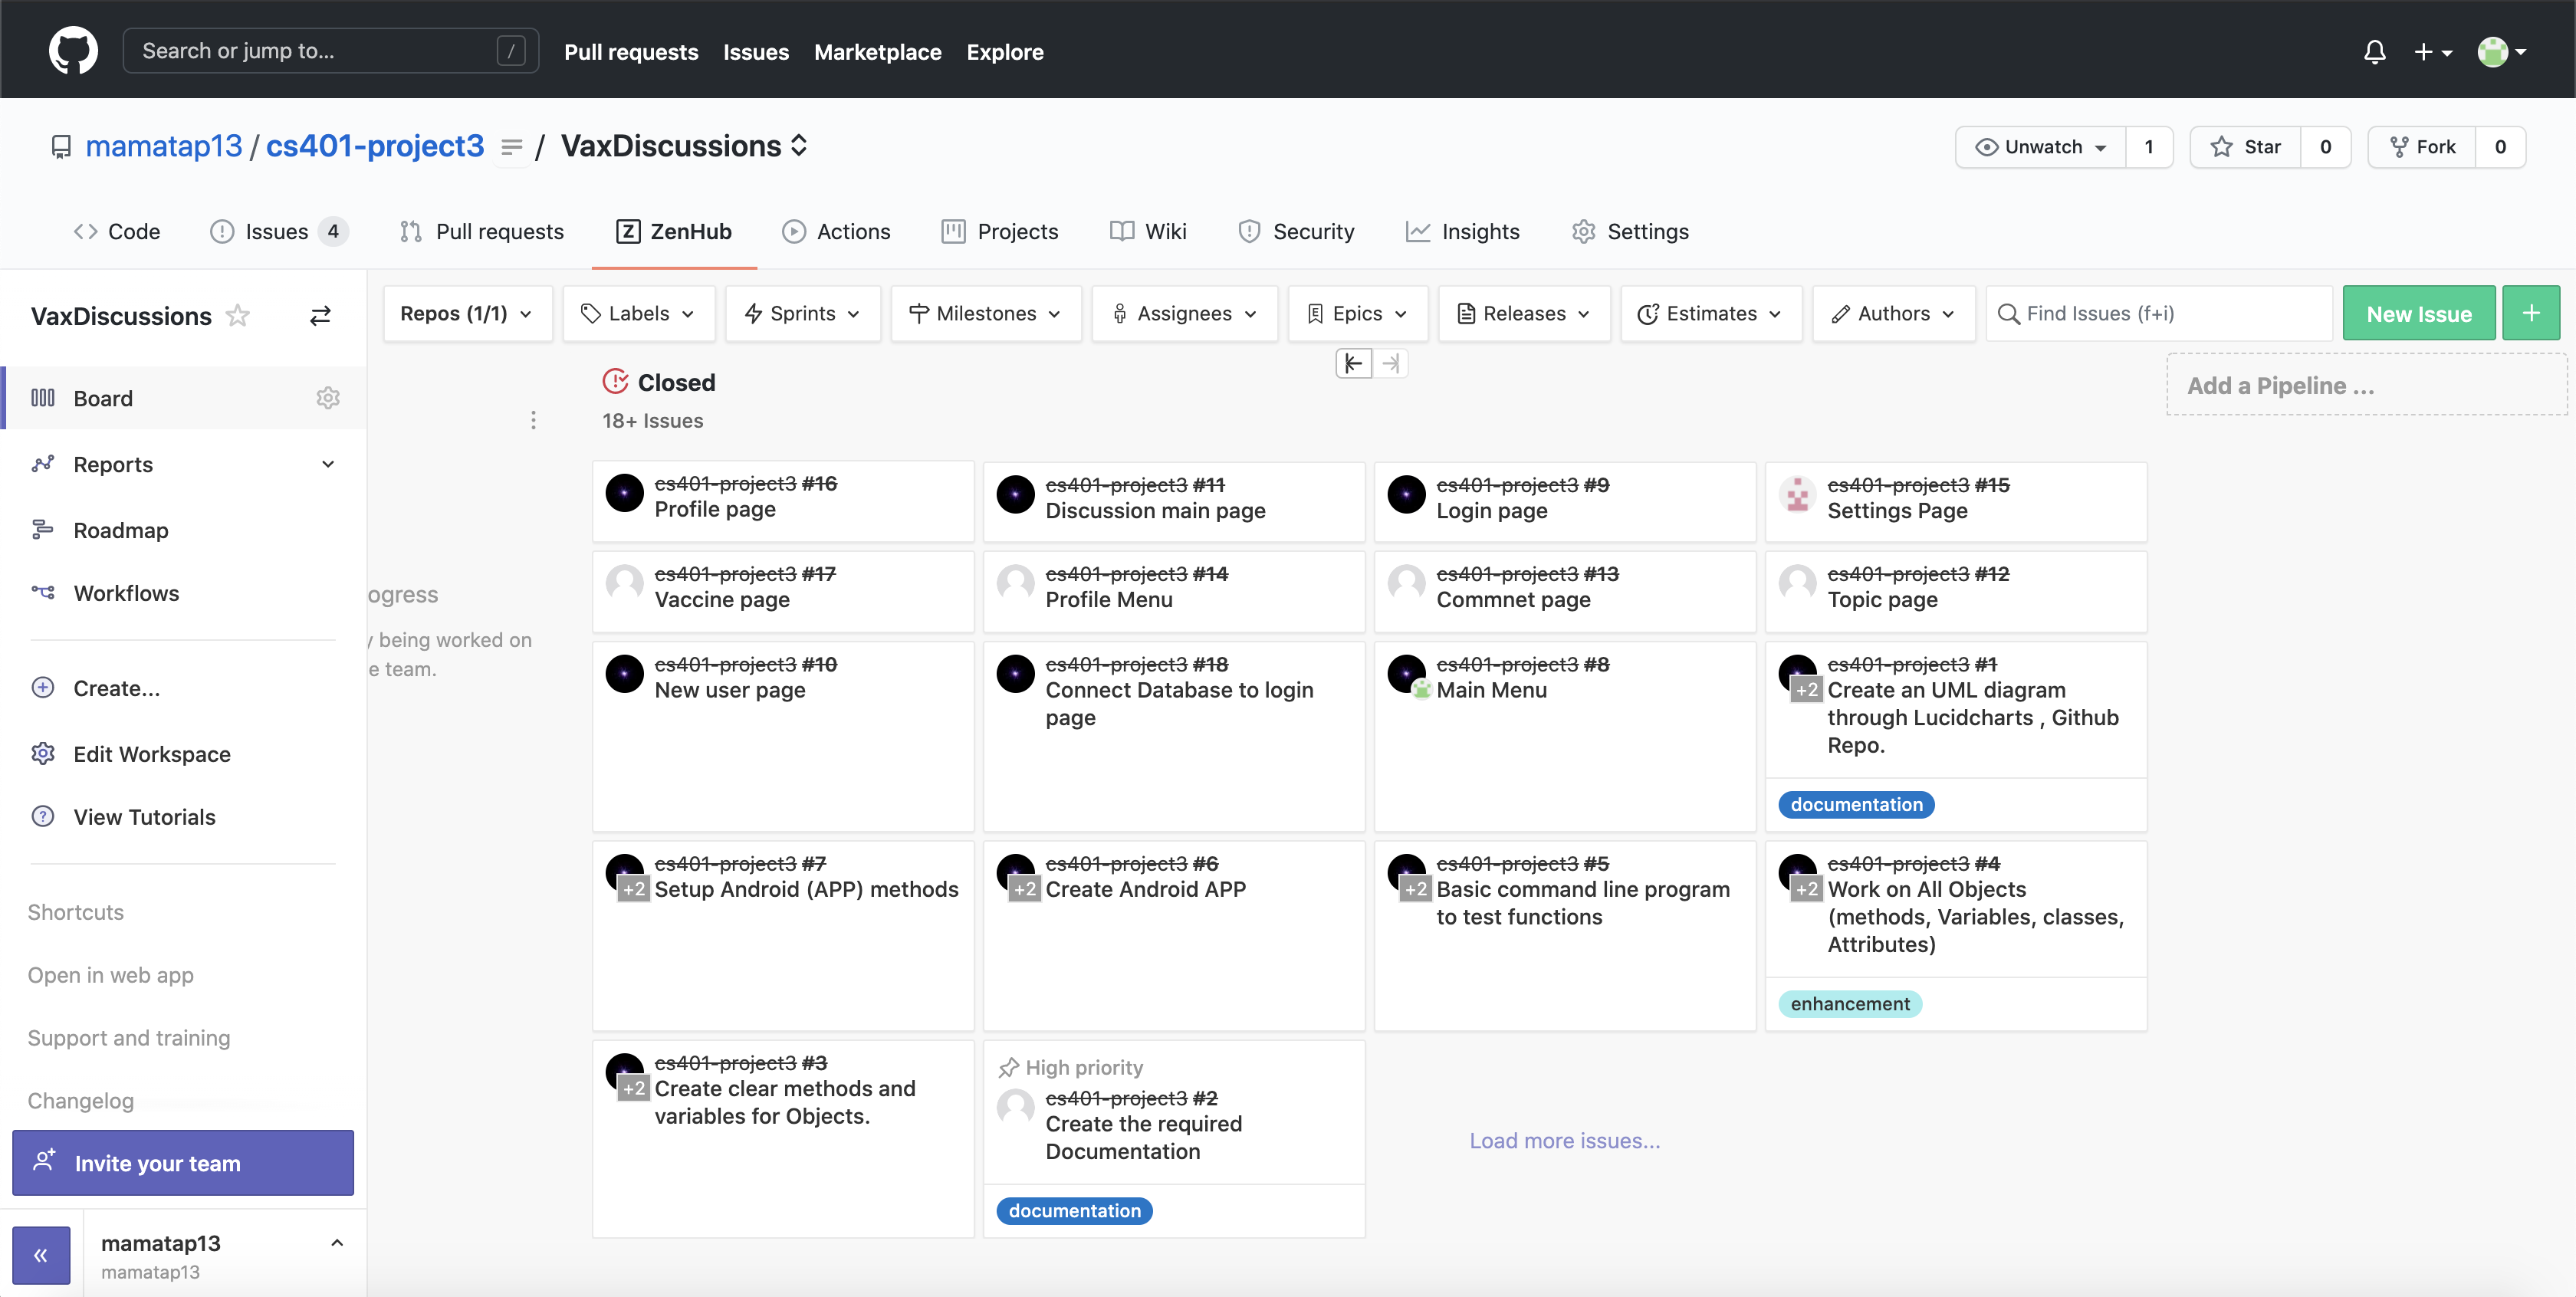 Search or jump to... /
Pull requests Issues Marketplace Explore
mamatap13 / cs401-project3 / VaxDiscussions
Unwatch 1 Star 0 Fork 0
Code Issues 4 Pull requests ZenHub Actions Projects Wiki Security Insights Settings
VaxDiscussions
Board
Reports
Roadmap
Workflows
Create...
Edit Workspace
View Tutorials
Shortcuts
Open in web app
Support and training
Changelog
Invite your team
mamatap13
mamatap13
Repos (1/1) Labels Sprints Milestones Assignees Epics Releases Estimates Authors Find Issues (f+i) New Issue +
ogress
y being worked on
e team.
Closed
18+ Issues
Add a Pipeline ...
cs401-project3 #16
Profile page
cs401-project3 #11
Discussion main page
cs401-project3 #9
Login page
cs401-project3 #15
Settings Page
cs401-project3 #17
Vaccine page
cs401-project3 #14
Profile Menu
cs401-project3 #13
Commnet page
cs401-project3 #12
Topic page
cs401-project3 #10
New user page
cs401-project3 #18
Connect Database to login
page
cs401-project3 #8
Main Menu
cs401-project3 #1
+2 Create an UML diagram
through Lucidcharts , Github
Repo.
documentation
cs401-project3 #7
+2 Setup Android (APP) methods
cs401-project3 #6
+2 Create Android APP
cs401-project3 #5
+2 Basic command line program
to test functions
cs401-project3 #4
+2 Work on All Objects
(methods, Variables, classes,
Attributes)
enhancement
cs401-project3 #3
+2 Create clear methods and
variables for Objects.
High priority
cs401-project3 #2
Create the required
Documentation
documentation
Load more issues...